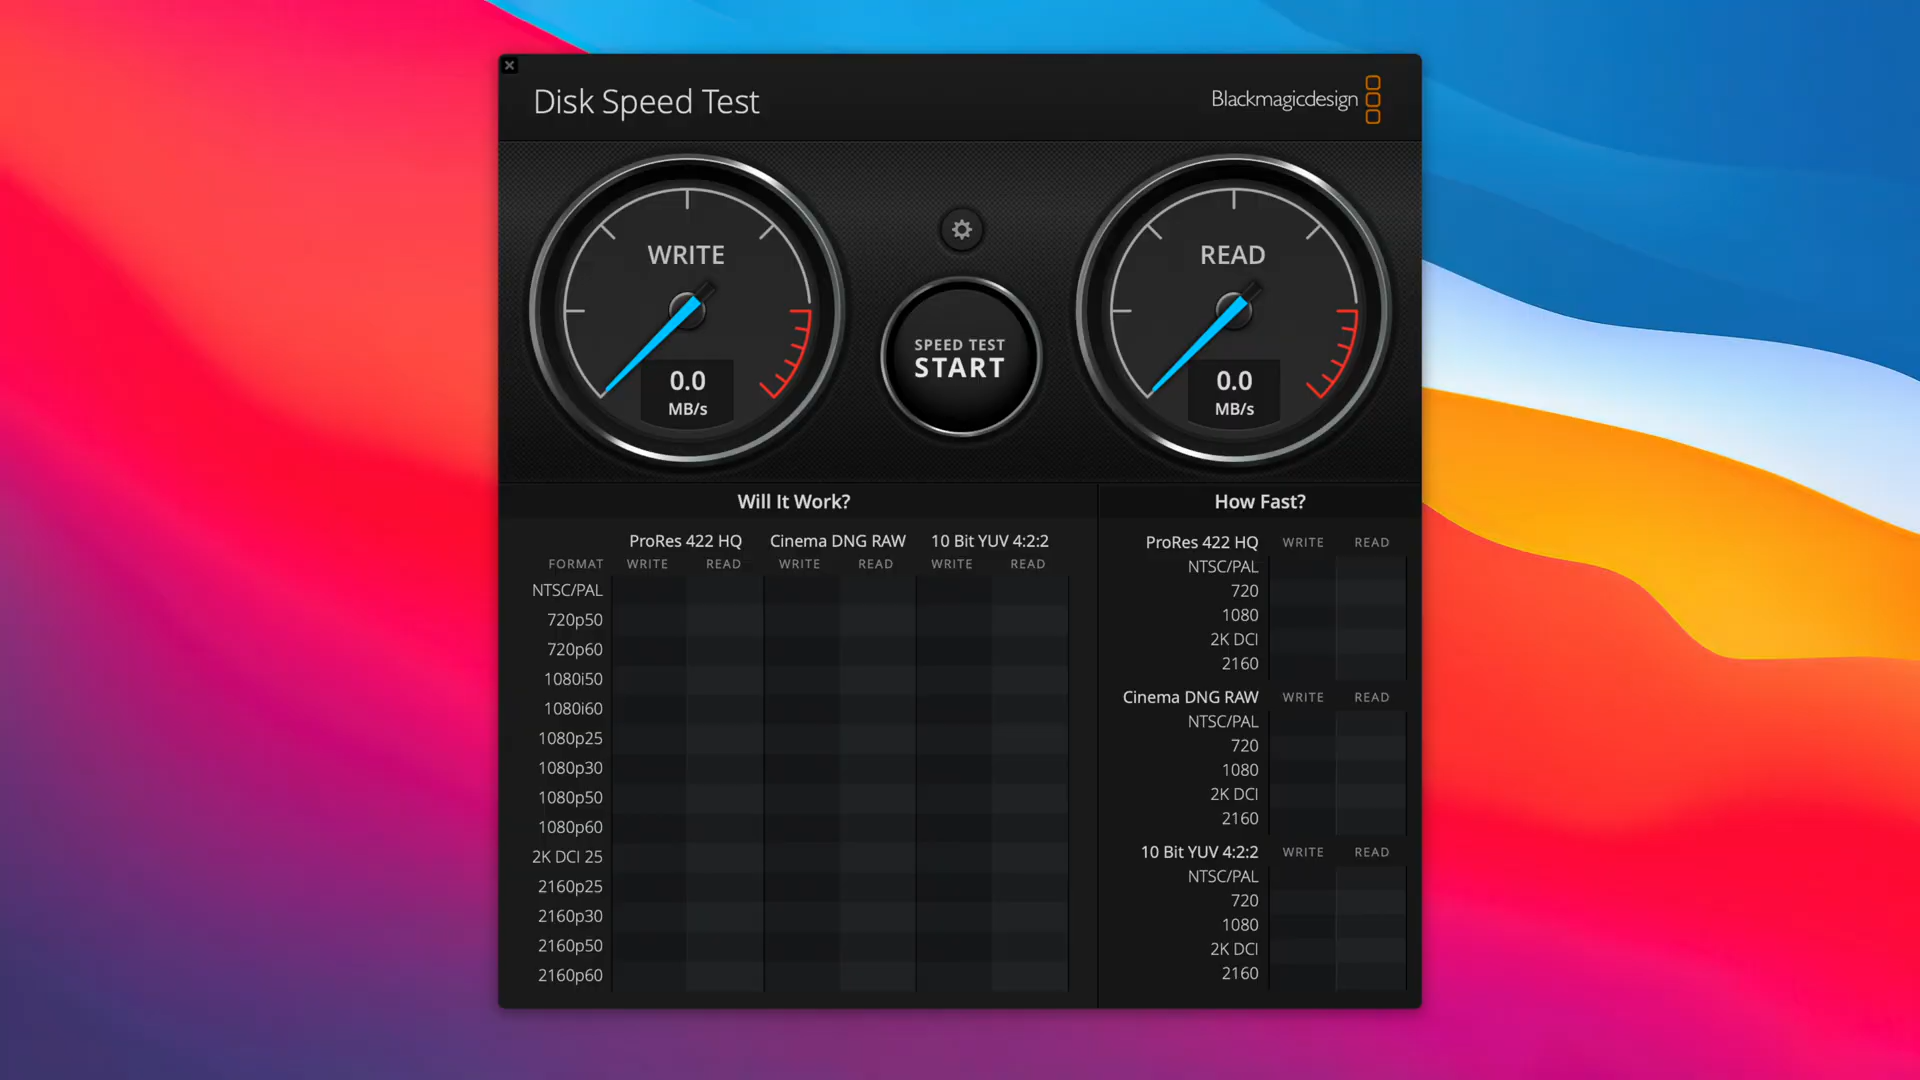 Disk Speed Test
Blackmagicdesign
WRITE
0.0
MB/s
SPEED TEST
START
READ
0.0
MB/s
Will It Work?
ProRes 422 HQ Cinema DNG RAW 10 Bit YUV 4:2:2
FORMAT WRITE READ WRITE READ WRITE READ
NTSC/PAL
720p50
720p60
1080i50
1080i60
1080p25
1080p30
1080p50
1080p60
2K DCI 25
2160p25
2160p30
2160p50
2160p60
How Fast?
ProRes 422 HQ WRITE READ
NTSC/PAL
720
1080
2K DCI
2160
Cinema DNG RAW WRITE READ
NTSC/PAL
720
1080
2K DCI
2160
10 Bit YUV 4:2:2 WRITE READ
NTSC/PAL
720
1080
2K DCI
2160